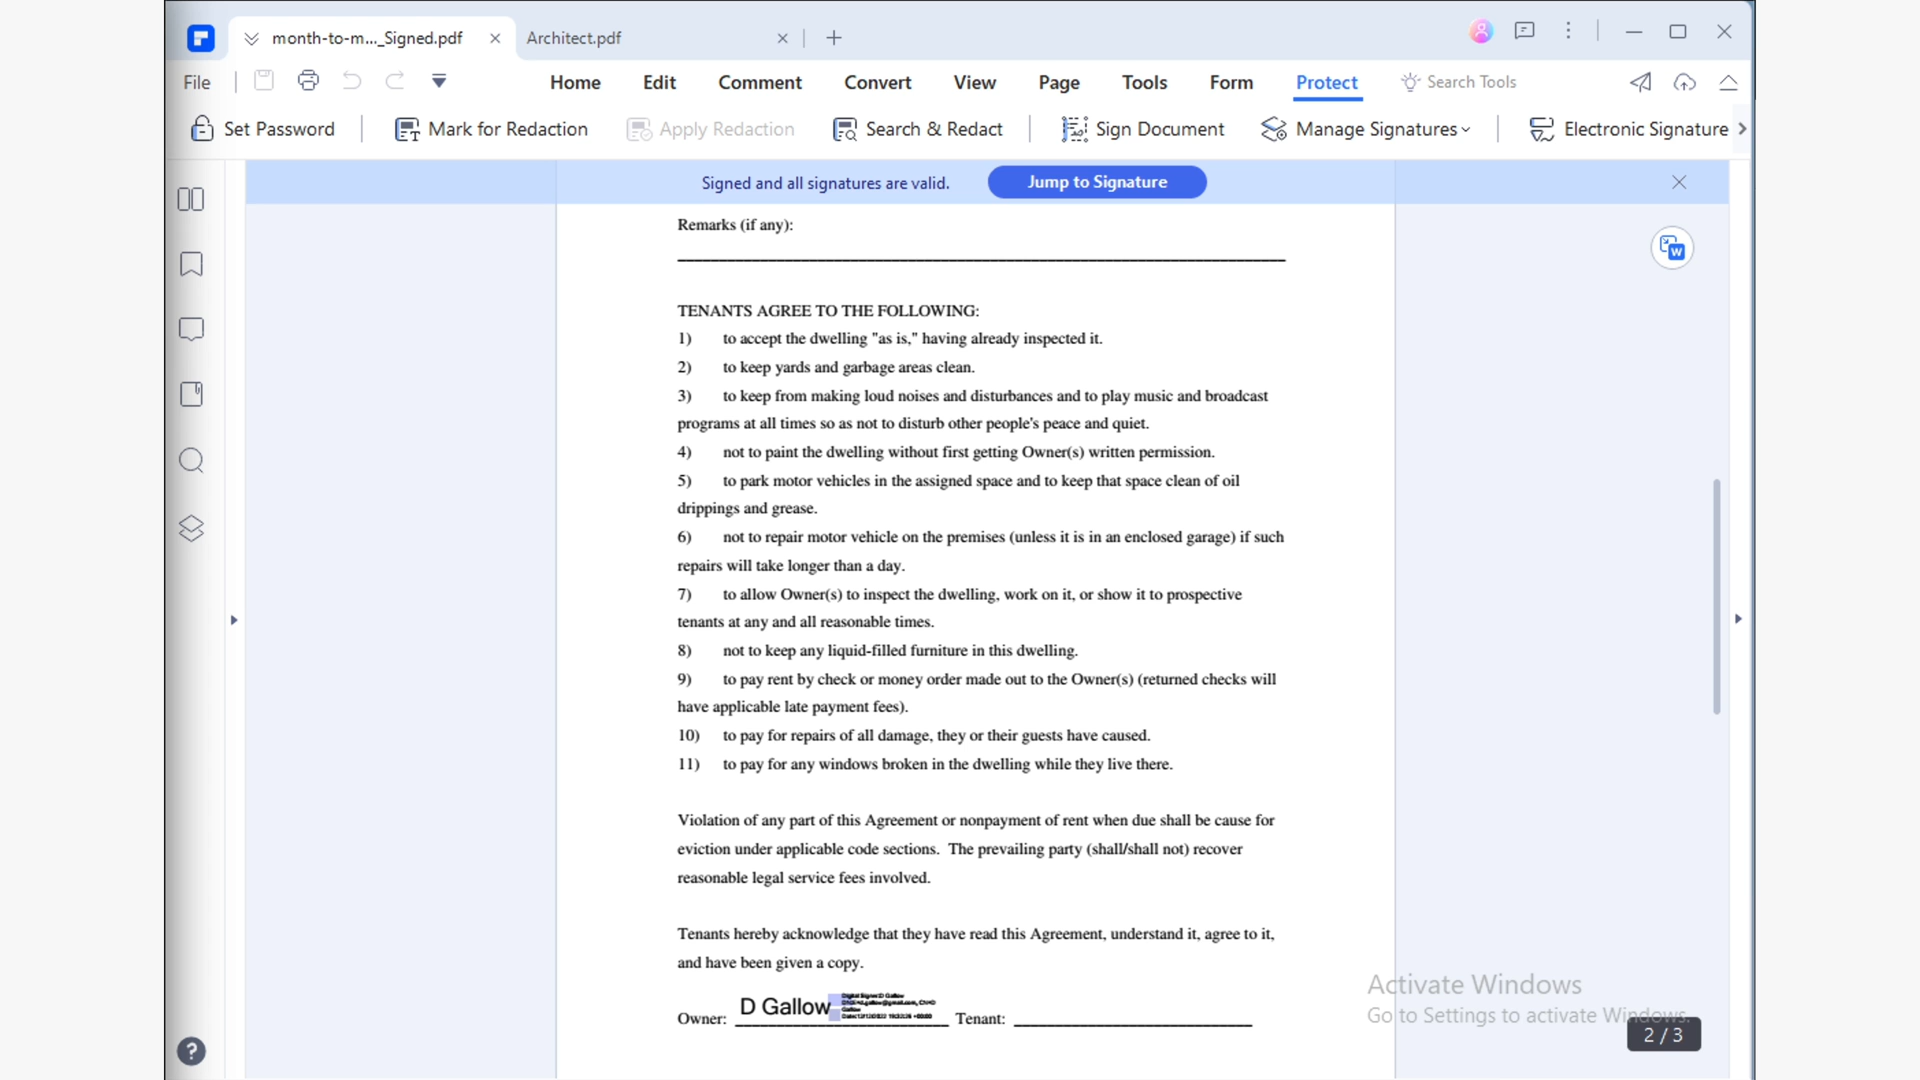 month-to-m..._Signed.pdf
Architect.pdf
File
Home
Edit
Comment
Convert
View
Page
Tools
Form
Protect
Search Tools
Set Password
Mark for Redaction
Apply Redaction
Search & Redact
Sign Document
Manage Signatures
Electronic Signature
Signed and all signatures are valid.
Jump to Signature
Remarks (if any):
TENANTS AGREE TO THE FOLLOWING:
1) to accept the dwelling "as is," having already inspected it.
2) to keep yards and garbage areas clean.
3) to keep from making loud noises and disturbances and to play music and broadcast
programs at all times so as not to disturb other people's peace and quiet.
4) not to paint the dwelling without first getting Owner(s) written permission.
5) to park motor vehicles in the assigned space and to keep that space clean of oil
drippings and grease.
6) not to repair motor vehicle on the premises (unless it is in an enclosed garage) if such
repairs will take longer than a day.
7) to allow Owner(s) to inspect the dwelling, work on it, or show it to prospective
tenants at any and all reasonable times.
8) not to keep any liquid-filled furniture in this dwelling.
9) to pay rent by check or money order made out to the Owner(s) (returned checks will
have applicable late payment fees).
10) to pay for repairs of all damage, they or their guests have caused.
11) to pay for any windows broken in the dwelling while they live there.
Violation of any part of this Agreement or nonpayment of rent when due shall be cause for
eviction under applicable code sections. The prevailing party (shall/shall not) recover
reasonable legal service fees involved.
Tenants hereby acknowledge that they have read this Agreement, understand it, agree to it,
and have been given a copy.
Owner: D Gallow Tenant:
Activate Windows
Go to Settings to activate Windows.
2 / 3